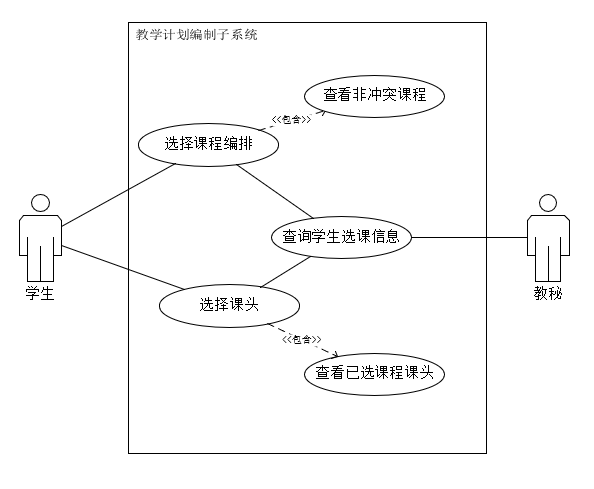 教学计划编制子系统
查看非冲突课程
<<包含>>
选择课程编排
查询学生选课信息
学生
教秘
选择课头
<<包含>>
查看已选课程课头